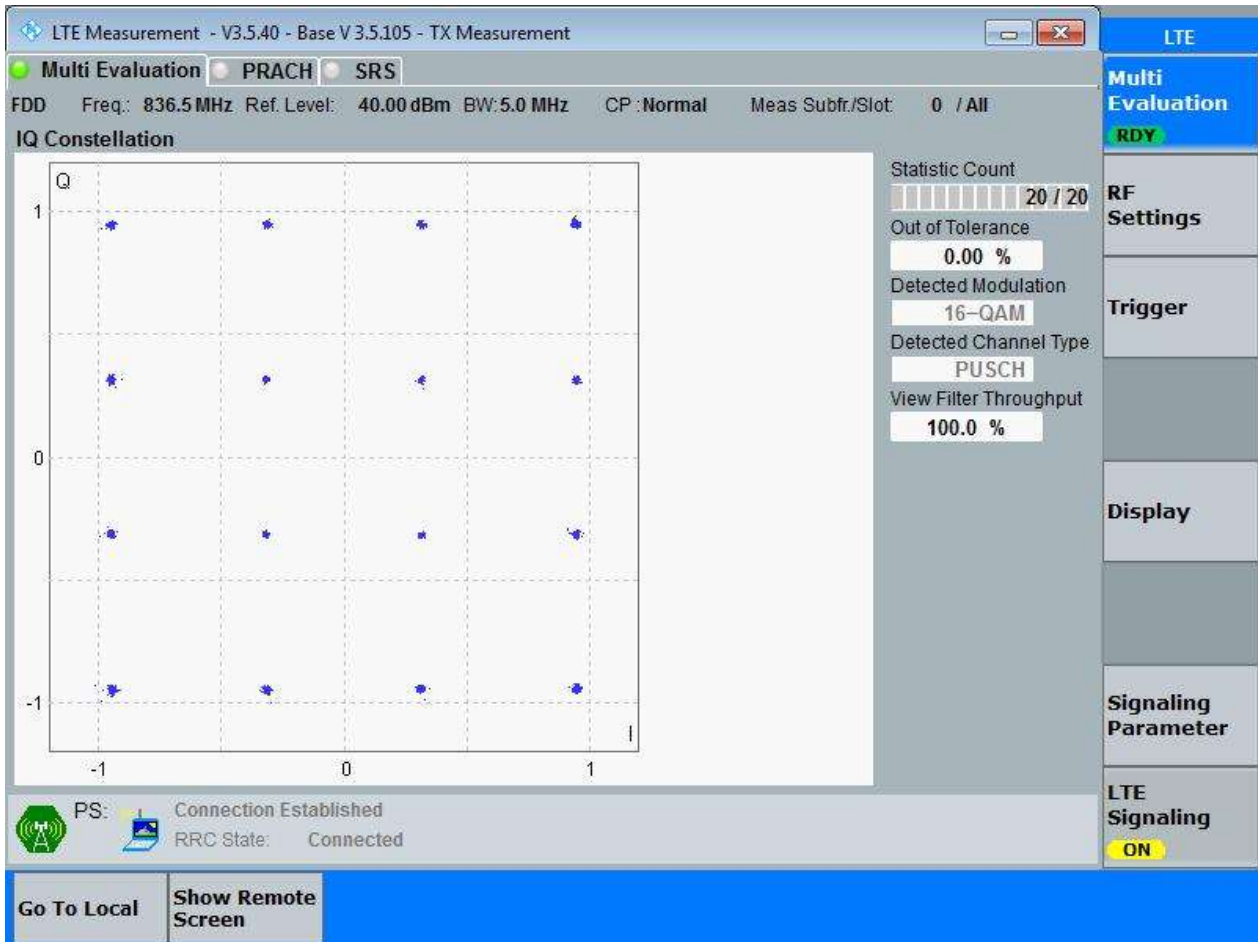 LTE Measurement - V3.5.40 - Base V 3.5.105 - TX Measurement
LTE
Multi Evaluation PRACH SRS
Multi
Evaluation
RDY
FDD Freq.: 836.5 MHz Ref. Level: 40.00 dBm BW: 5.0 MHz CP : Normal Meas Subfr./Slot: 0 / All
IQ Constellation
Q
1
0
-1
I
-1 0 1
Statistic Count
20 / 20
Out of Tolerance
0.00 %
Detected Modulation
16-QAM
Detected Channel Type
PUSCH
View Filter Throughput
100.0 %
RF
Settings
Trigger
Display
Signaling
Parameter
LTE
Signaling
ON
PS: Connection Established
RRC State: Connected
Go To Local
Show Remote
Screen